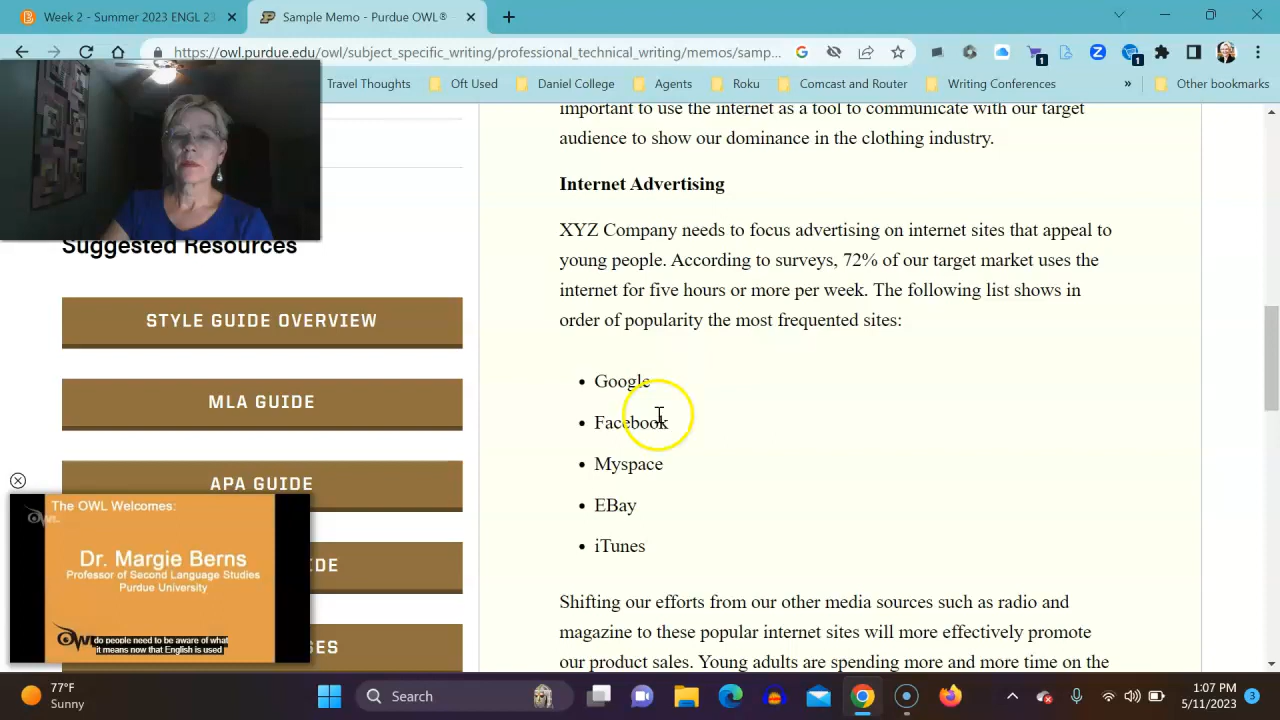 Week 2 - Summer 2023 ENGL 23
Sample Memo - Purdue OWL®
https://owl.purdue.edu/owl/subject_specific_writing/professional_technical_writing/memos/samp...
1
1
Travel Thoughts
Oft Used
Daniel College
Agents
Roku
Comcast and Router
Writing Conferences
»
Other bookmarks
important to use the internet as a tool to communicate with our target
audience to show our dominance in the clothing industry.
Internet Advertising
XYZ Company needs to focus advertising on internet sites that appeal to
young people. According to surveys, 72% of our target market uses the
internet for five hours or more per week. The following list shows in
order of popularity the most frequented sites:
• Google
• Facebook
• Myspace
• EBay
• iTunes
Shifting our efforts from our other media sources such as radio and
magazine to these popular internet sites will more effectively promote
our product sales. Young adults are spending more and more time on the
Suggested Resources
STYLE GUIDE OVERVIEW
MLA GUIDE
APA GUIDE
IDE
SES
The OWL Welcomes:
OWL
Dr. Margie Berns
Professor of Second Language Studies
Purdue University
OWL
do people need to be aware of what
it means now that English is used
77°F
Sunny
Search
1:07 PM
5/11/2023
3